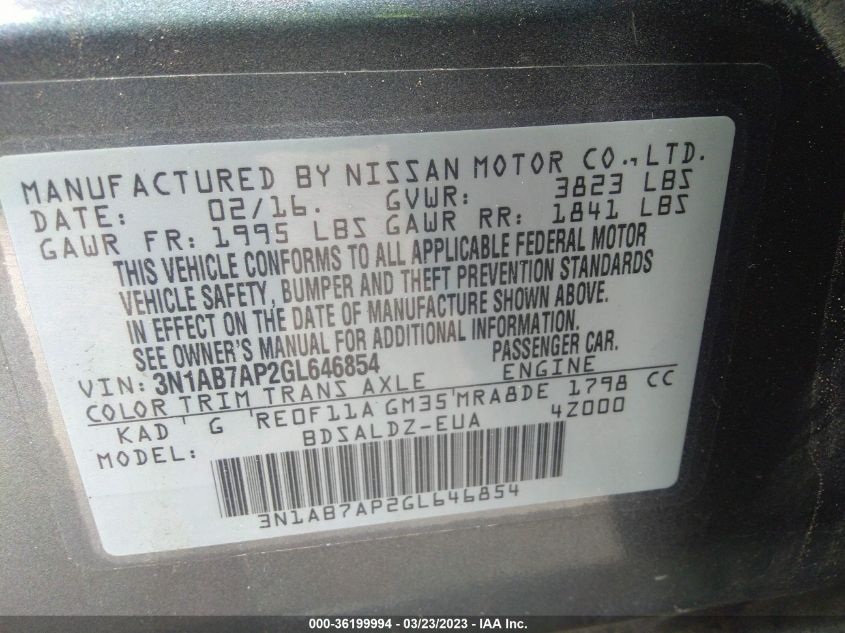 MANUFACTURED BY NISSAN MOTOR CO., LTD.
DATE: 02/16. GVWR: 3823 LBS
GAWR FR: 1995 LBS GAWR RR: 1841 LBS
THIS VEHICLE CONFORMS TO ALL APPLICABLE FEDERAL MOTOR
VEHICLE SAFETY, BUMPER AND THEFT PREVENTION STANDARDS
IN EFFECT ON THE DATE OF MANUFACTURE SHOWN ABOVE.
SEE OWNER'S MANUAL FOR ADDITIONAL INFORMATION.
VIN: 3N1AB7AP2GL646854 PASSENGER CAR.
COLOR TRIM TRANS AXLE ENGINE
KAD G RE0F11A GM35 MRA8DE 1798 CC
MODEL: BDSALDZ-EUA 4Z000
3N1AB7AP2GL646854
000-36199994 — 03/23/2023 — IAA Inc.